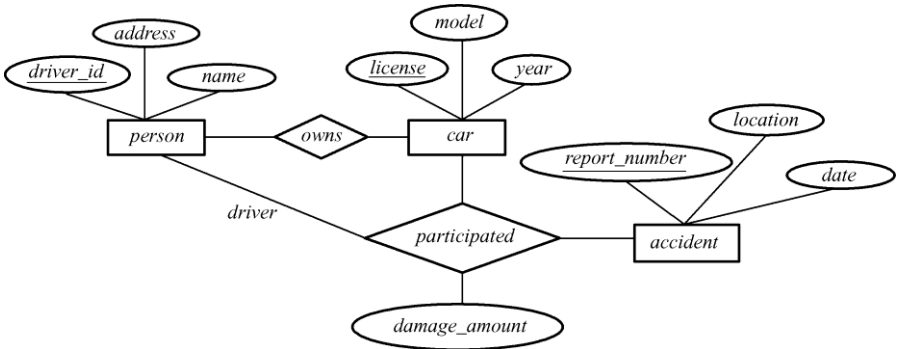 model
address
driver_id
name
license
year
location
person
owns
car
report_number
date
driver
participated
accident
damage_amount